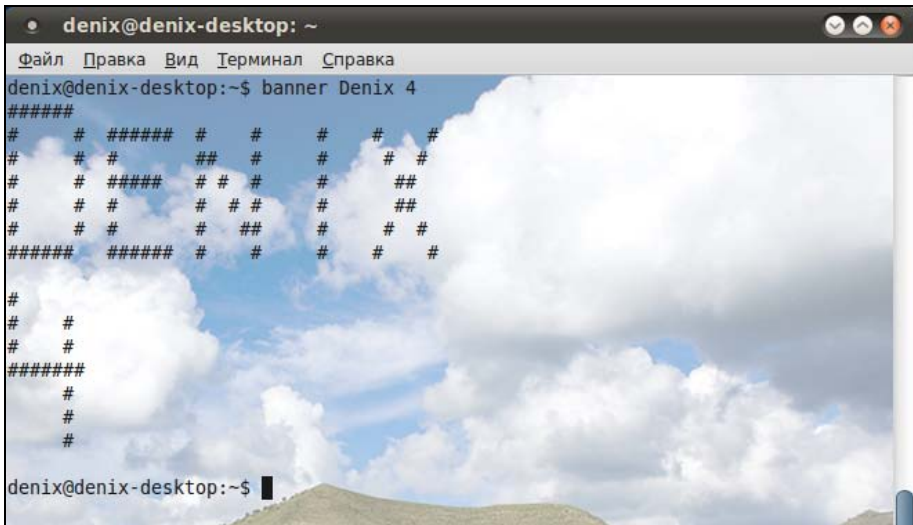 denix@denix-desktop: ~
Файл Правка Вид Терминал Справка
denix@denix-desktop:~$ banner Denix 4
######
#     #  ######  #    #     #    #    #
#     #  #       ##   #     #     #  #
#     #  #####   # #  #     #      ##
#     #  #       #  # #     #      ##
#     #  #       #   ##     #     #  #
######   ######  #    #     #    #    #
#
#    #
#    #
#######
     #
     #
     #
denix@denix-desktop:~$